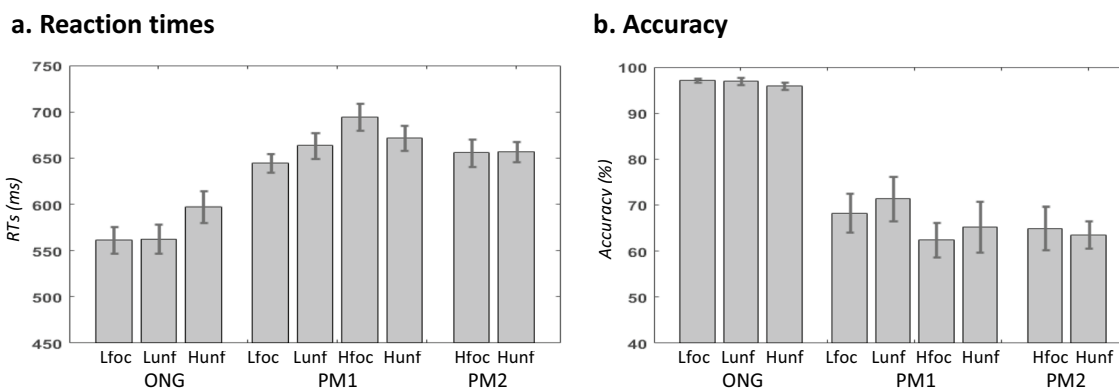 a. Reaction times
750
700
650
600
550
500
450
RTs (ms)
Lfoc Lunf Hunf Lfoc Lunf Hfoc Hunf Hfoc Hunf
ONG PM1 PM2
b. Accuracy
100
90
80
70
60
50
40
Accuracy (%)
Lfoc Lunf Hunf Lfoc Lunf Hfoc Hunf Hfoc Hunf
ONG PM1 PM2